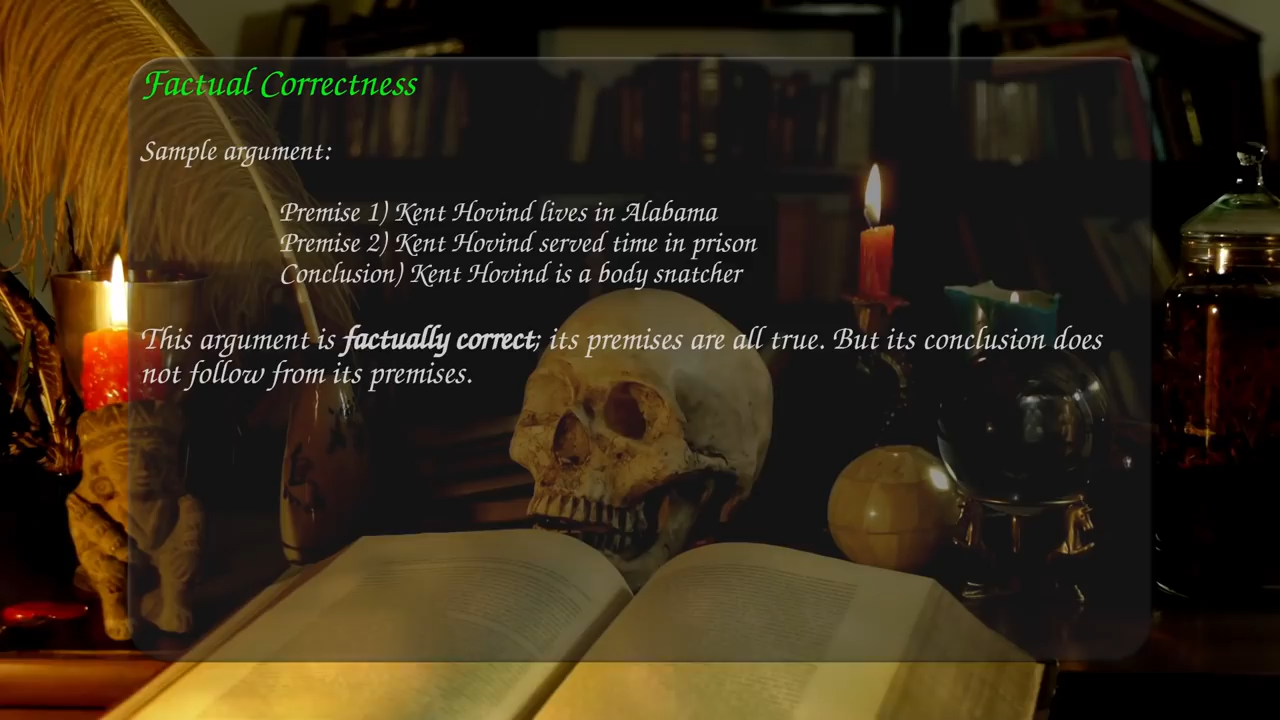 Factual Correctness
Sample argument:
Premise 1) Kent Hovind lives in Alabama
Premise 2) Kent Hovind served time in prison
Conclusion) Kent Hovind is a body snatcher
This argument is factually correct; its premises are all true. But its conclusion does
not follow from its premises.